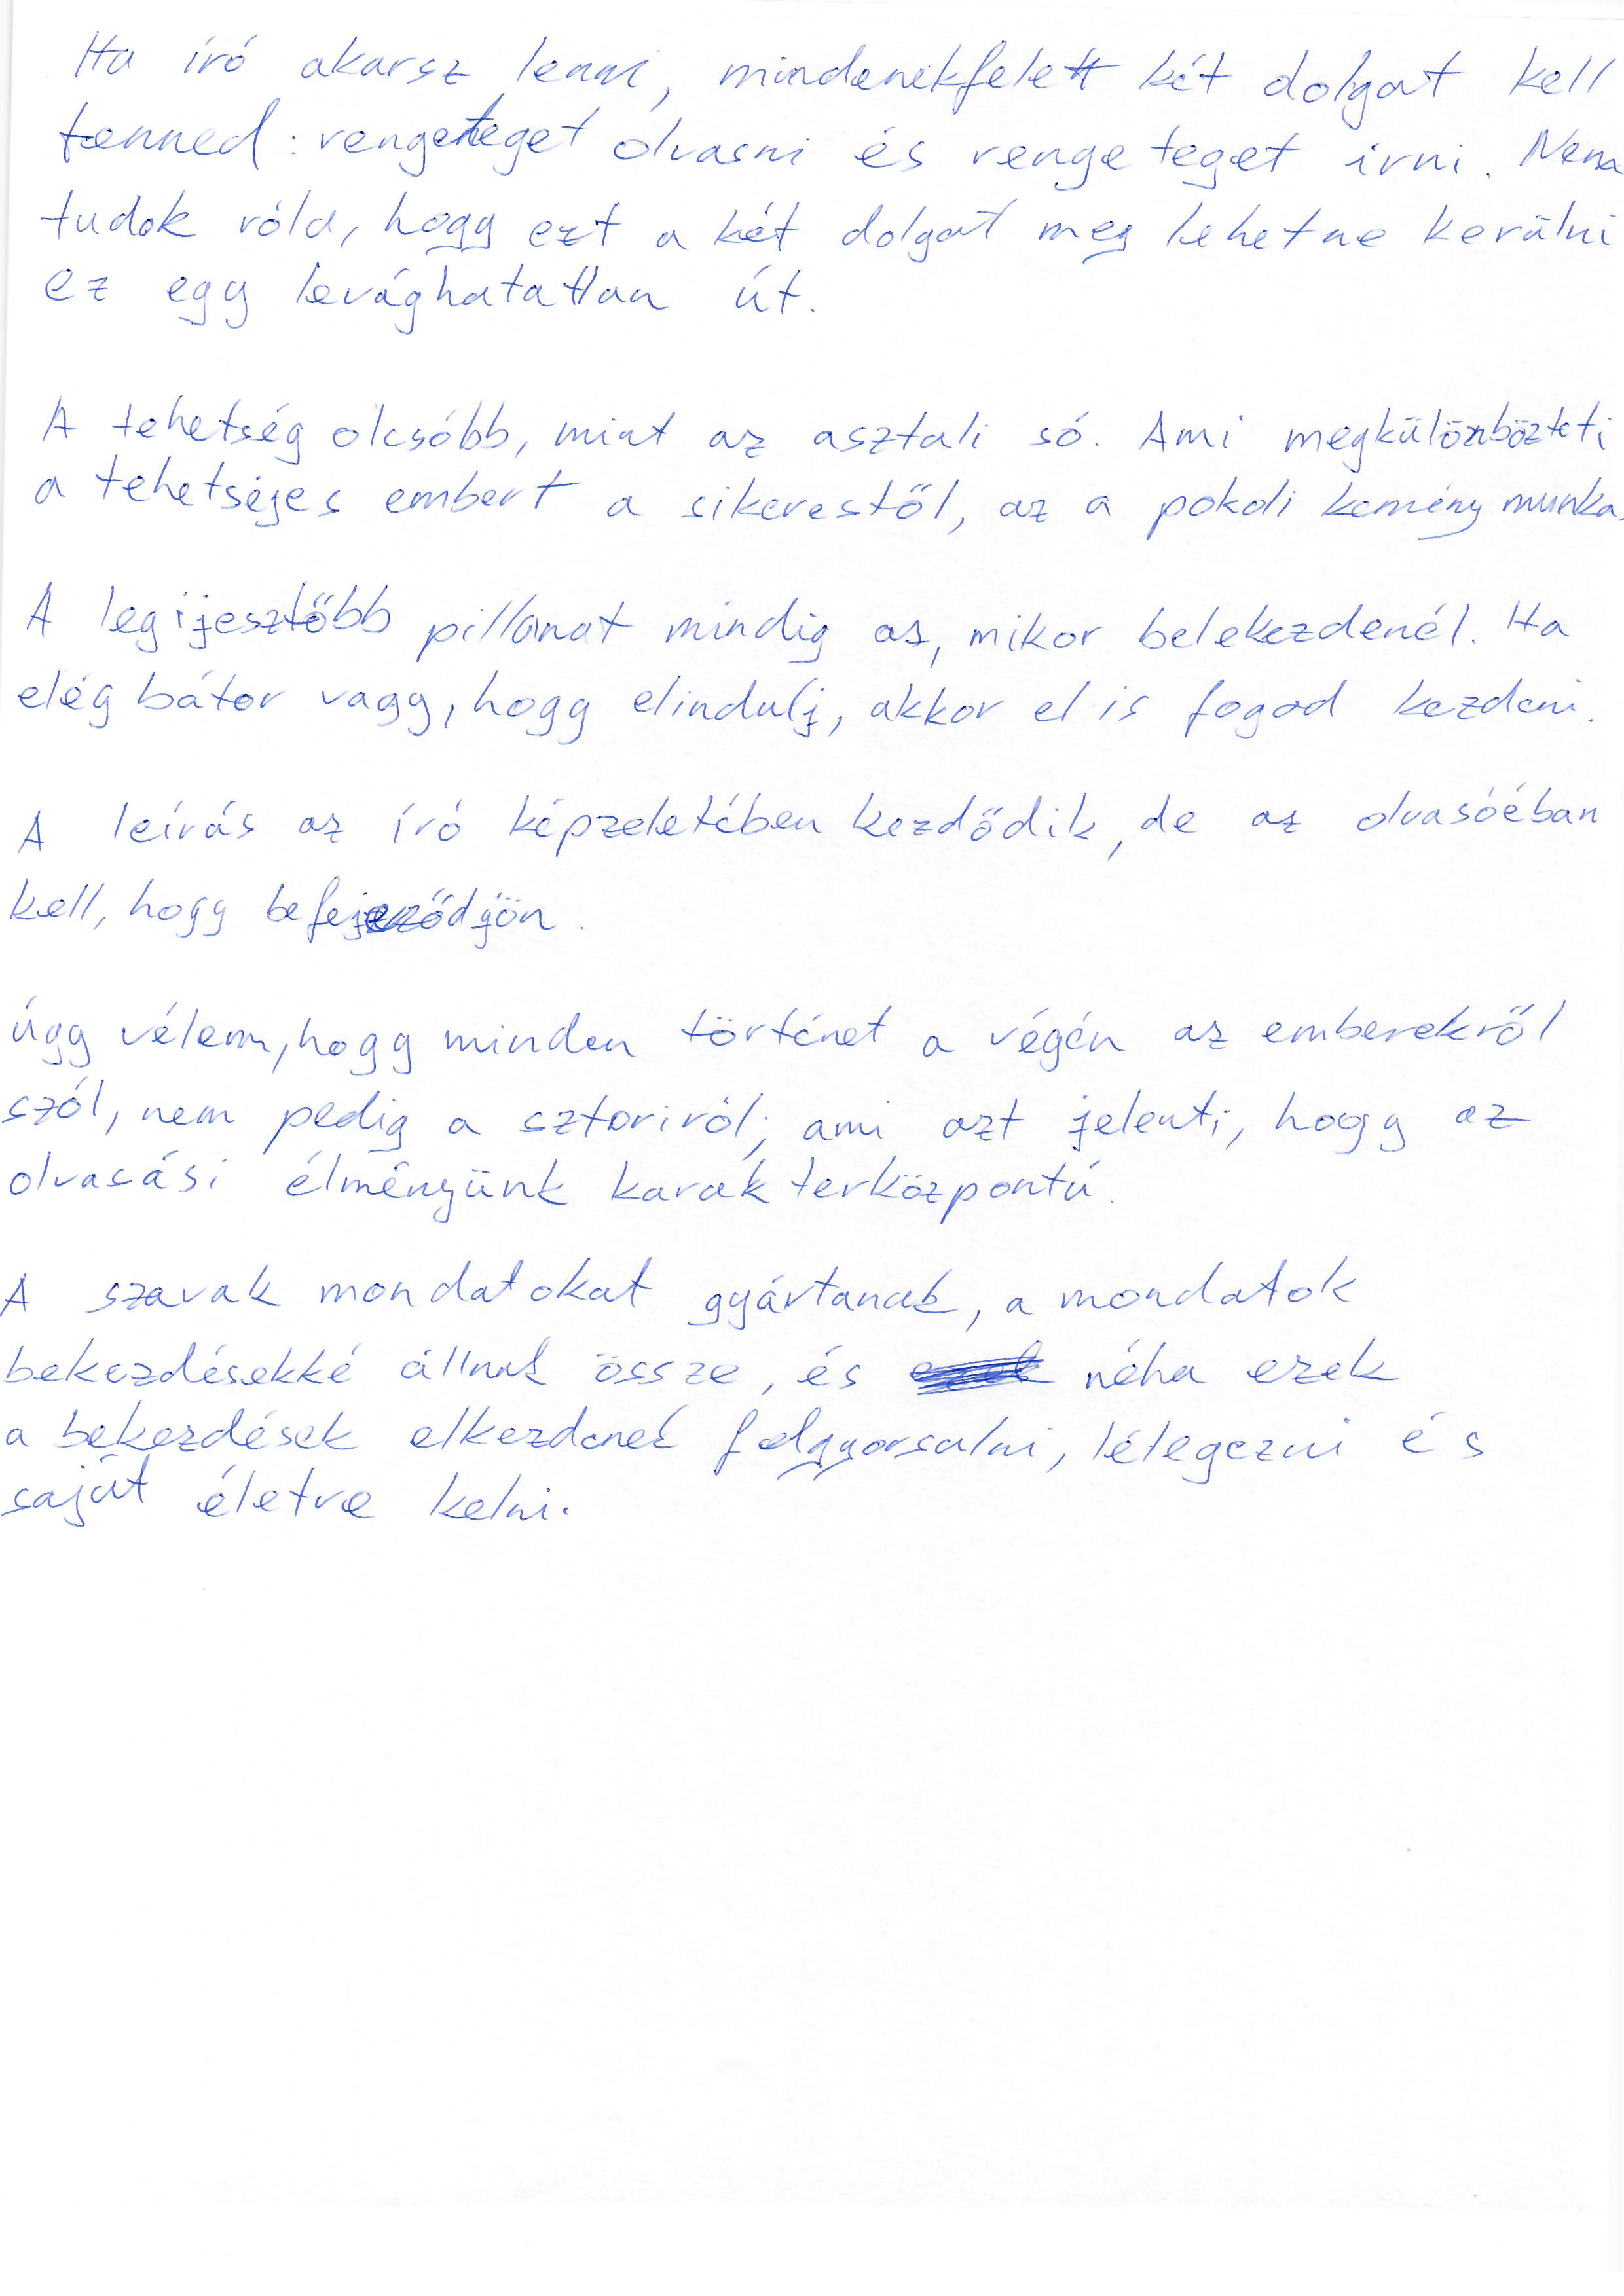 Ha író akarsz lenni, mindenekfelett két dolgot kell
tenned: rengeteget olvasni és rengeteget írni. Nem
tudok róla, hogy ezt a két dolgot meg lehetne kerülni
ez egy levághatatlan út.
A tehetség olcsóbb, mint az asztali só. Ami megkülönbözteti
a tehetséges embert a sikerestől, az a pokoli kemény munka.
A legijesztőbb pillanat mindig az, mikor belekezdenél. Ha
elég bátor vagy, hogy elindulj, akkor el is fogod kezdeni.
A leírás az író képzeletében kezdődik, de az olvasóéban
kell, hogy befejeződjön.
Úgy vélem, hogy minden történet a végén az emberekről
szól, nem pedig a sztoriról; ami azt jelenti, hogy az
olvasási élményünk karakterközpontú.
A szavak mondatokat gyártanak, a mondatok
bekezdésekké állnak össze, és néha ezek
a bekezdések elkezdenek felgyorsulni, lélegezni és
saját életre kelni.